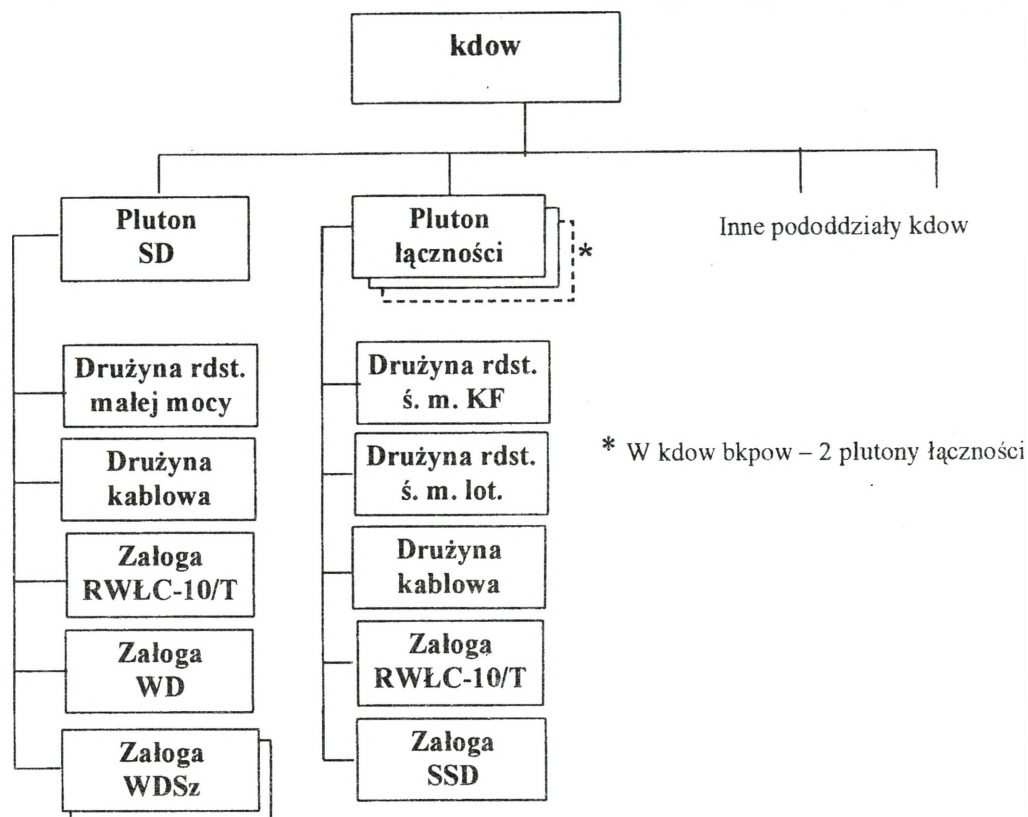 kdow
Pluton
SD
Pluton
łączności
*
Inne pododdziały kdow
Drużyna rdst.
małej mocy
Drużyna
kablowa
Załoga
RWŁC-10/T
Załoga
WD
Załoga
WDSz
Drużyna rdst.
ś. m. KF
Drużyna rdst.
ś. m. lot.
Drużyna
kablowa
Załoga
RWŁC-10/T
Załoga
SSD
* W kdow bkpow – 2 plutony łączności